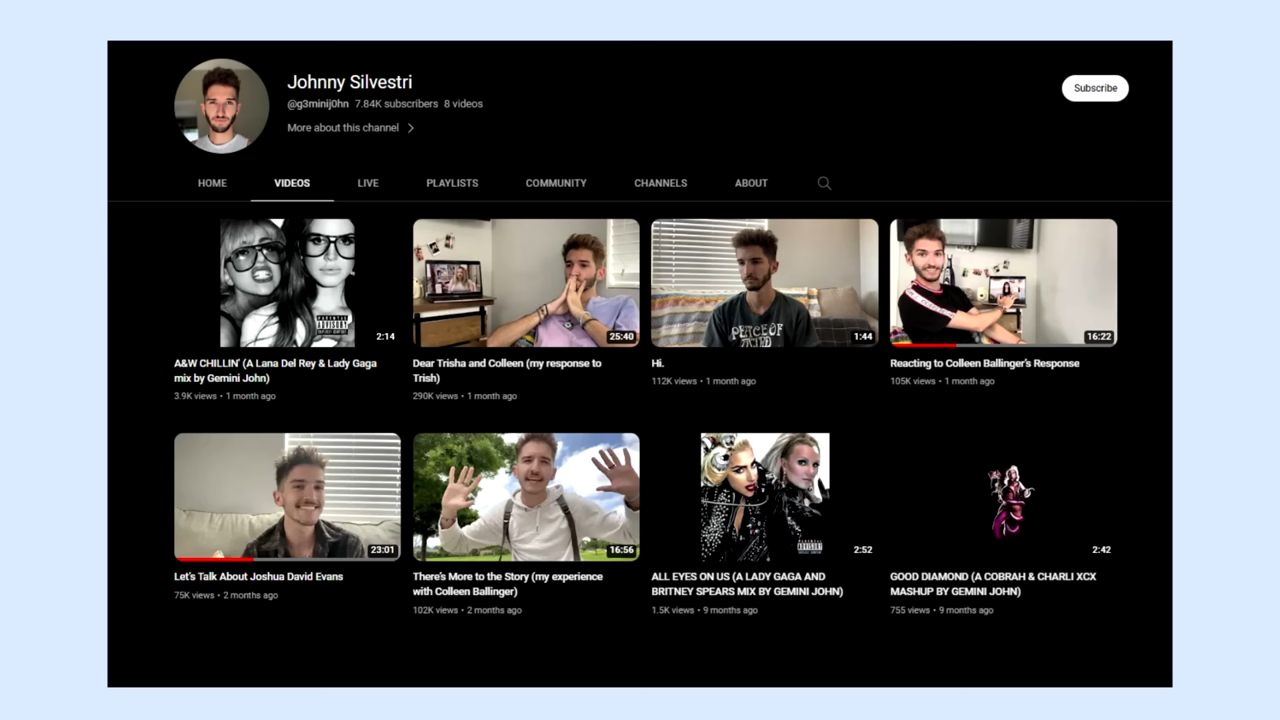 Johnny Silvestri
@g3minij0hn 7.84K subscribers 8 videos
More about this channel
Subscribe
HOME VIDEOS LIVE PLAYLISTS COMMUNITY CHANNELS ABOUT
PARENTAL
ADVISORY
2:14
25:40
PEACE OF
1:44
16:22
A&W CHILLIN' (A Lana Del Rey & Lady Gaga
mix by Gemini John)
3.9K views • 1 month ago
Dear Trisha and Colleen (my response to
Trish)
290K views • 1 month ago
Hi.
112K views • 1 month ago
Reacting to Colleen Ballinger's Response
105K views • 1 month ago
23:01
16:56
ADVISORY
2:52
2:42
Let's Talk About Joshua David Evans
75K views • 2 months ago
There's More to the Story (my experience
with Colleen Ballinger)
102K views • 2 months ago
ALL EYES ON US (A LADY GAGA AND
BRITNEY SPEARS MIX BY GEMINI JOHN)
1.5K views • 9 months ago
GOOD DIAMOND (A COBRAH & CHARLI XCX
MASHUP BY GEMINI JOHN)
755 views • 9 months ago